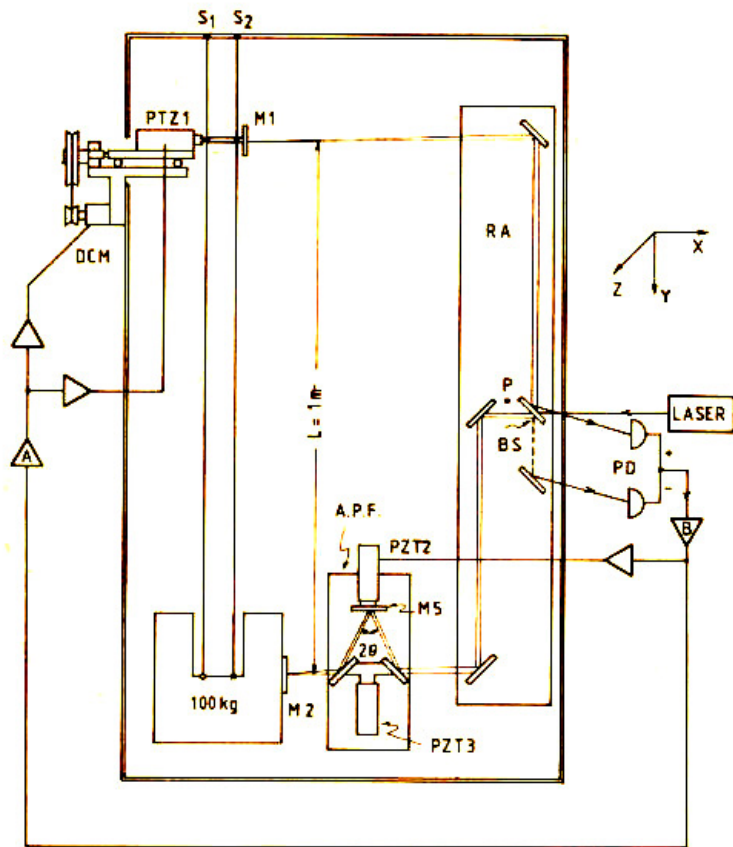 S1 S2
PTZ1 M1
DCM
RA
X
Z Y
L=1m
P
BS
LASER
PD
+
-
A
B
A.P.F.
PZT2
M5
2θ
100kg
M2
PZT3